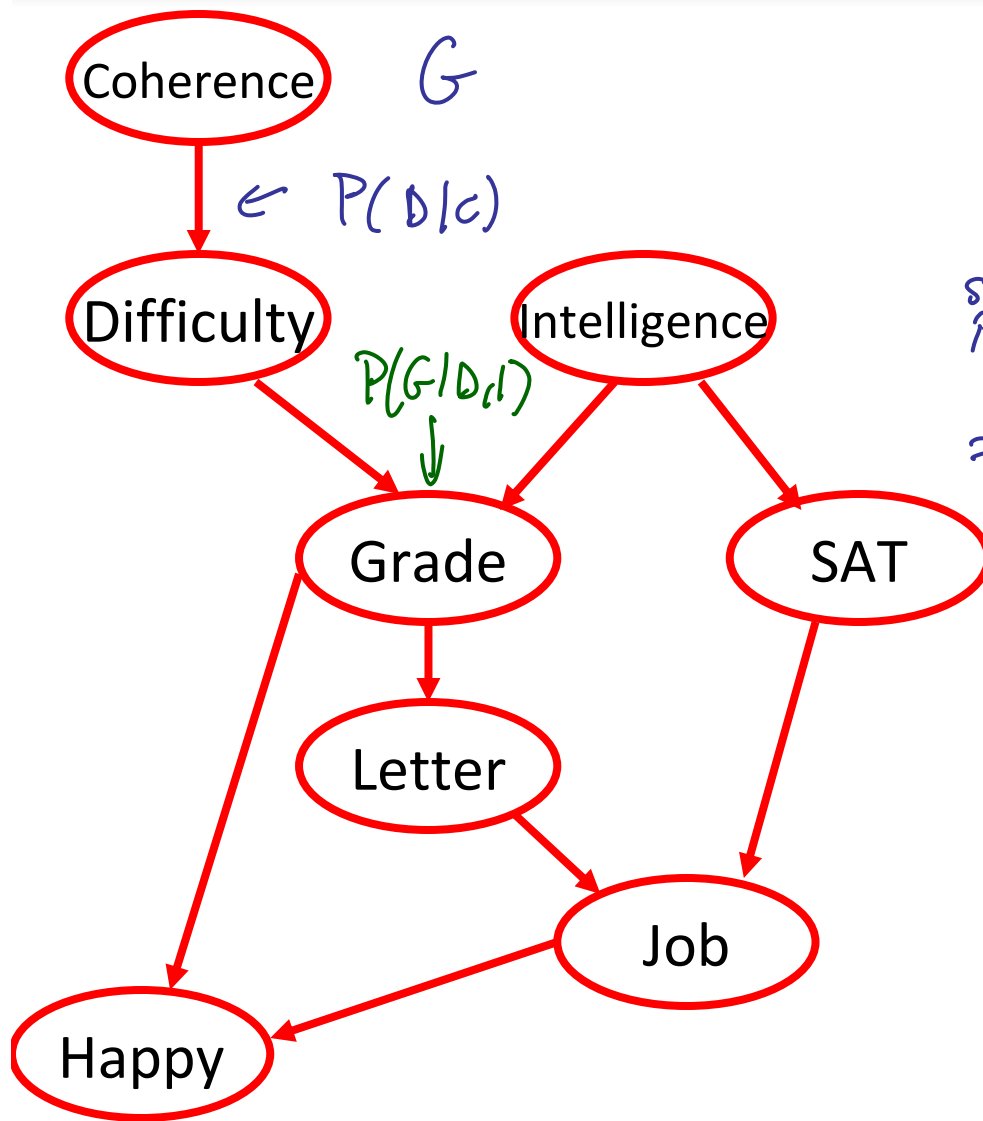 Coherence
G
← P(D|C)
Difficulty
Intelligence
P(G|D,I)
↓
Grade
SAT
Letter
Job
Happy